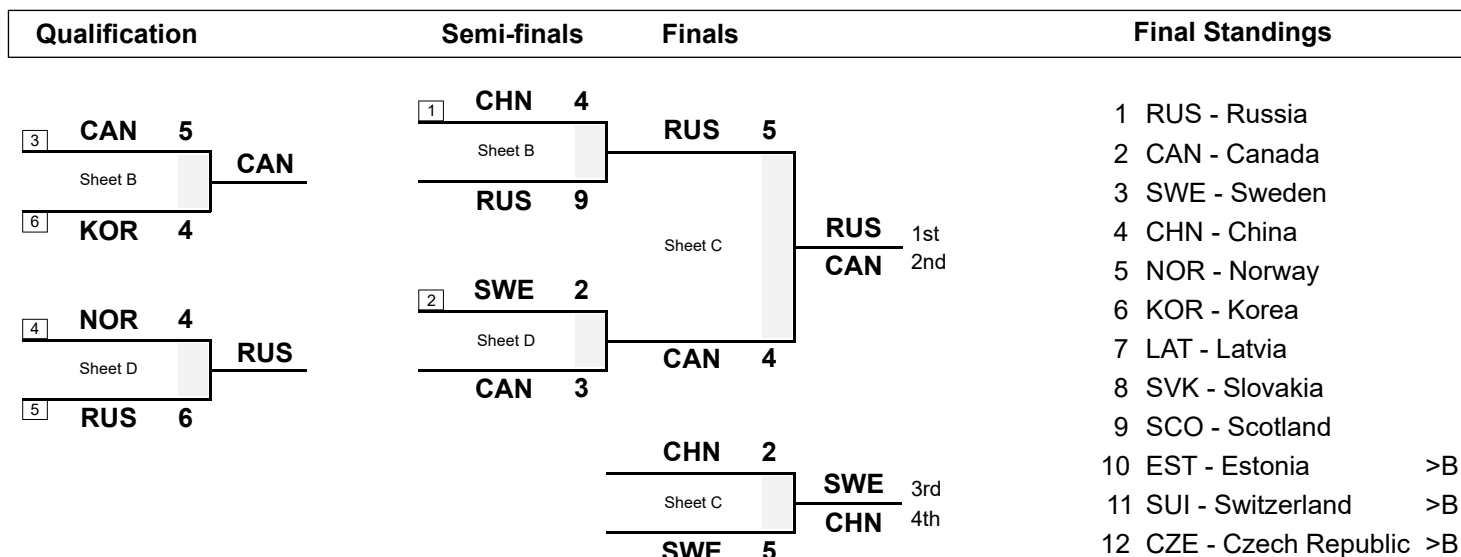 Qualification Semi-finals Finals Final Standings
3 CAN 5
Sheet B
6 KOR 4
CAN
4 NOR 4
Sheet D
5 RUS 6
RUS
1 CHN 4
Sheet B
RUS 9
2 SWE 2
Sheet D
CAN 3
RUS 5
Sheet C
CAN 4
RUS 1st
CAN 2nd
CHN 2
Sheet C
SWE 5
SWE 3rd
CHN 4th
1 RUS - Russia
2 CAN - Canada
3 SWE - Sweden
4 CHN - China
5 NOR - Norway
6 KOR - Korea
7 LAT - Latvia
8 SVK - Slovakia
9 SCO - Scotland
10 EST - Estonia >B
11 SUI - Switzerland >B
12 CZE - Czech Republic >B